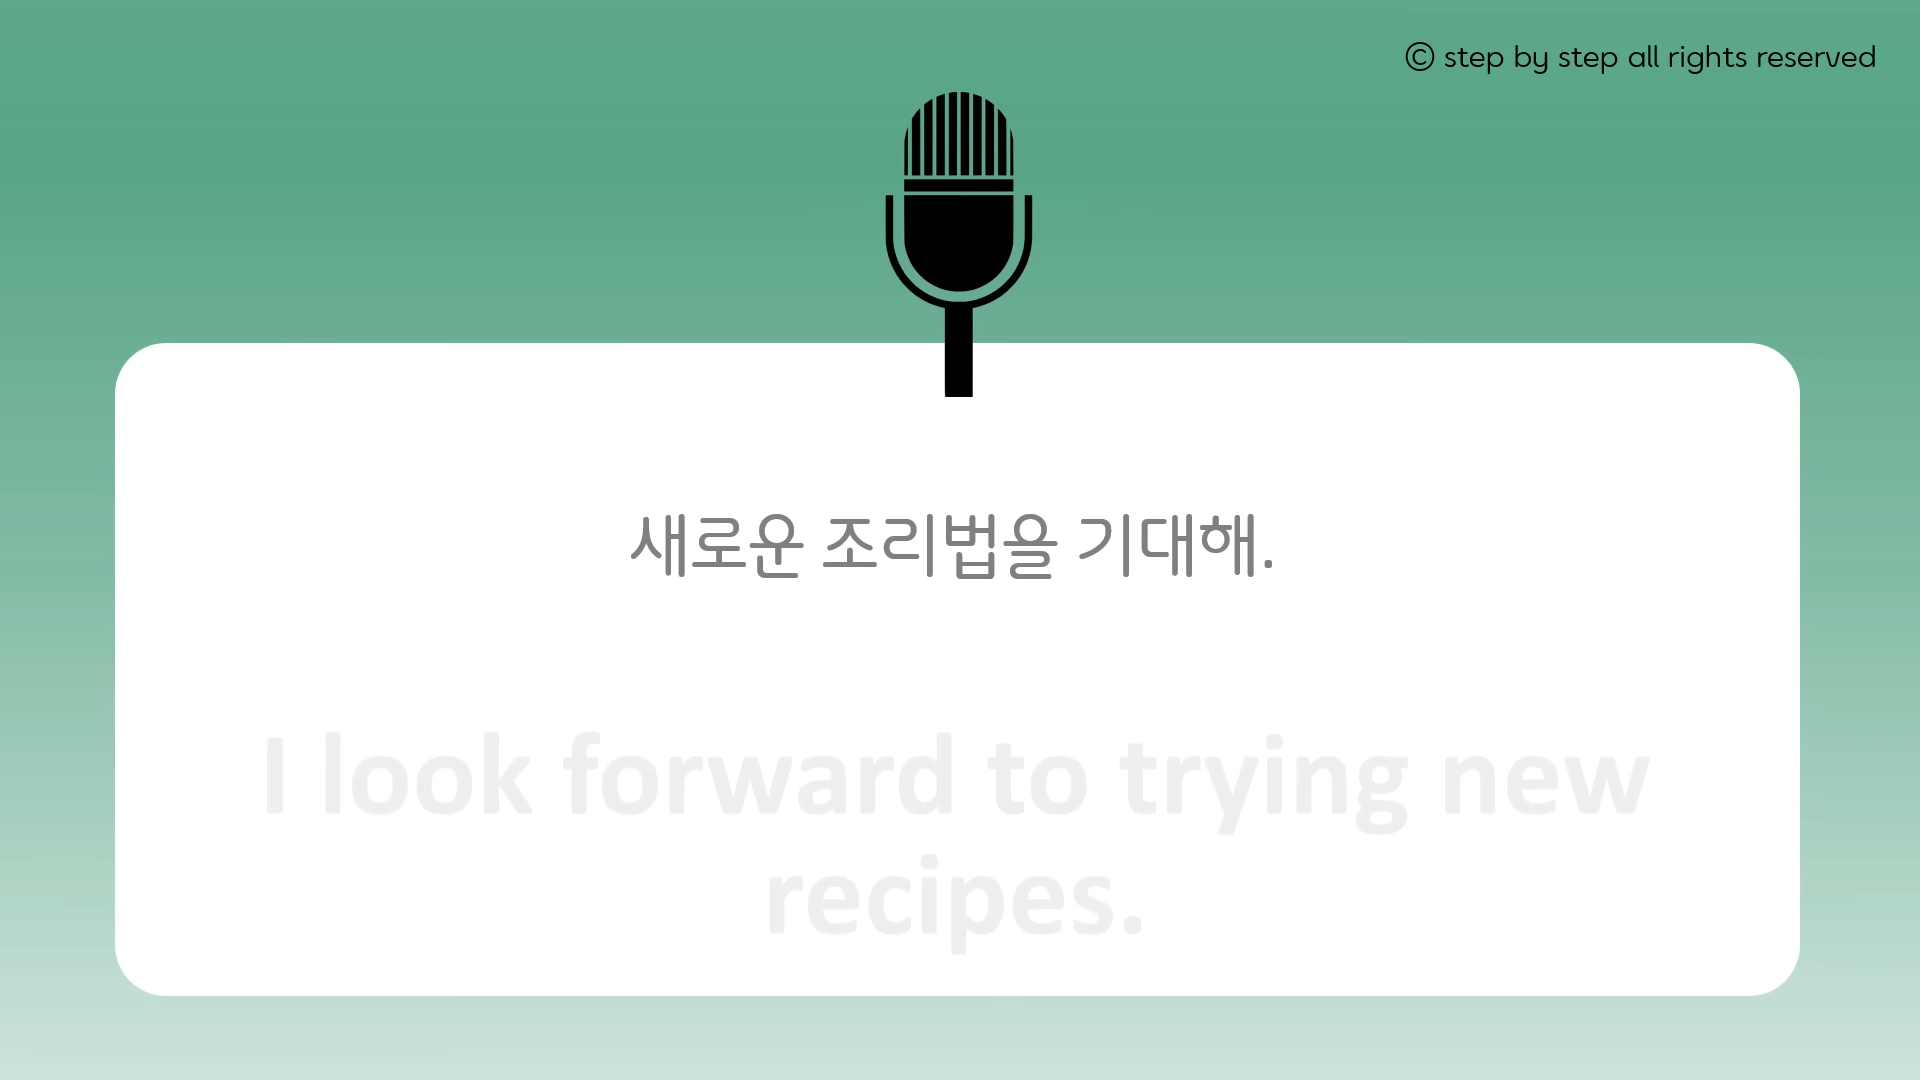 © step by step all rights reserved
새로운 조리법을 기대해.
I look forward to trying new
recipes.